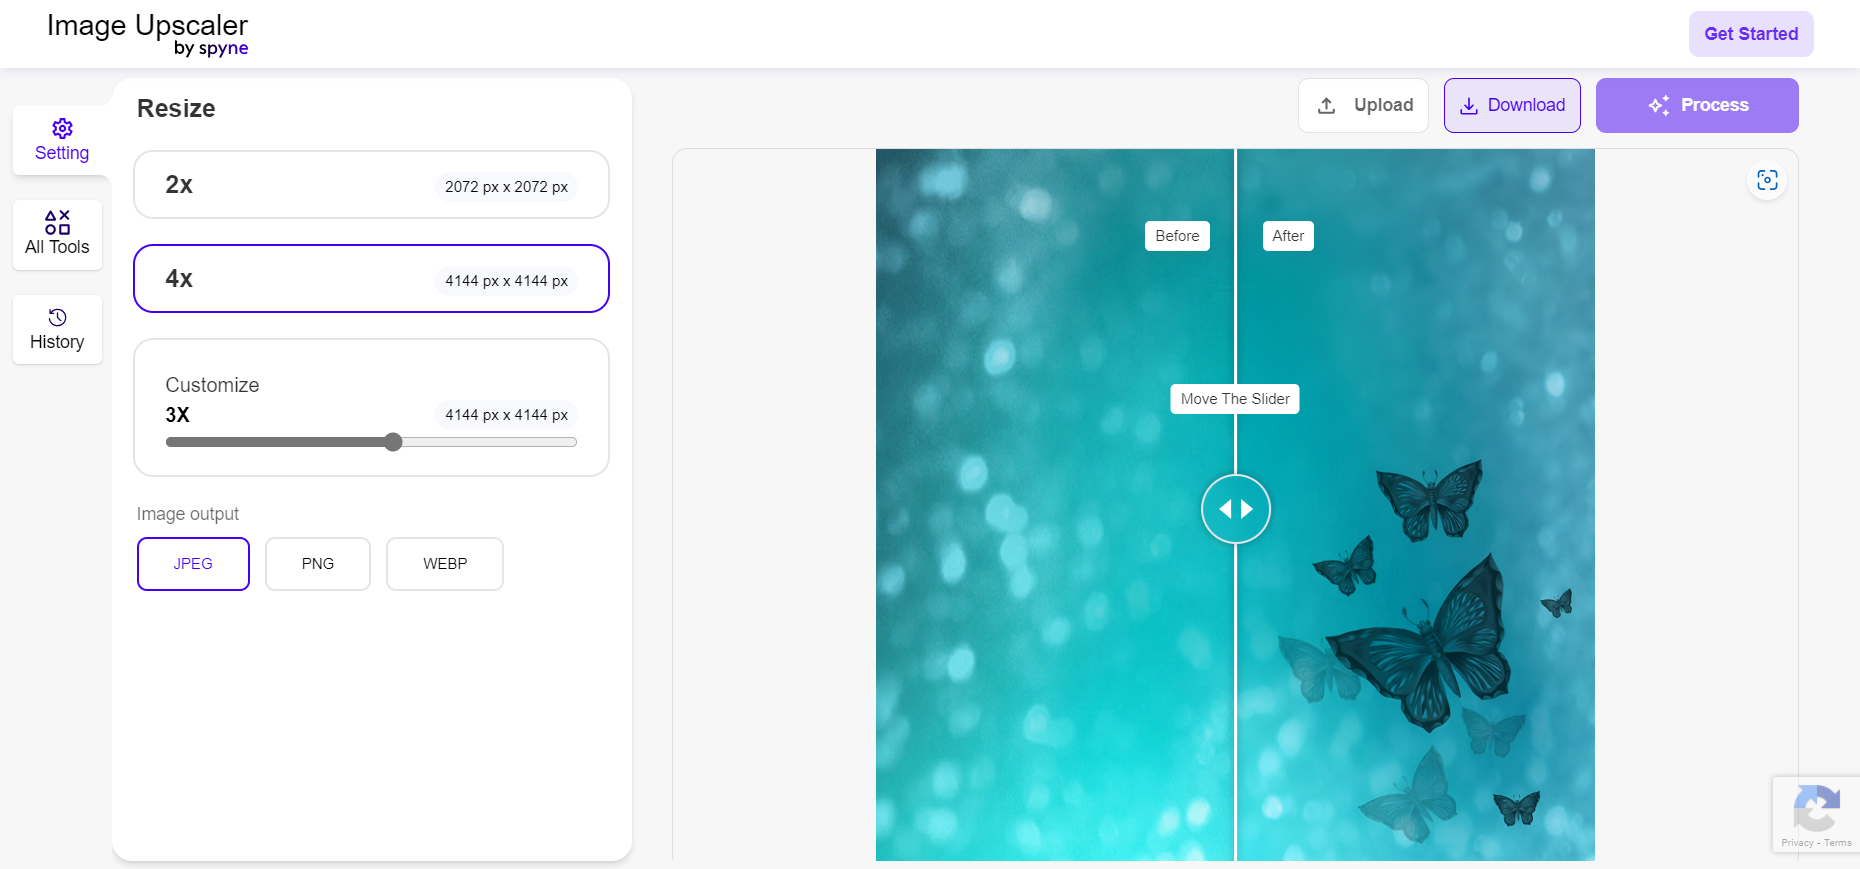 Image Upscaler
by spyne
Get Started
Setting
All Tools
History
Resize
2x
2072 px x 2072 px
4x
4144 px x 4144 px
Customize
3X
4144 px x 4144 px
Image output
JPEG
PNG
WEBP
Upload
Download
Process
Before
After
Move The Slider
Privacy - Terms